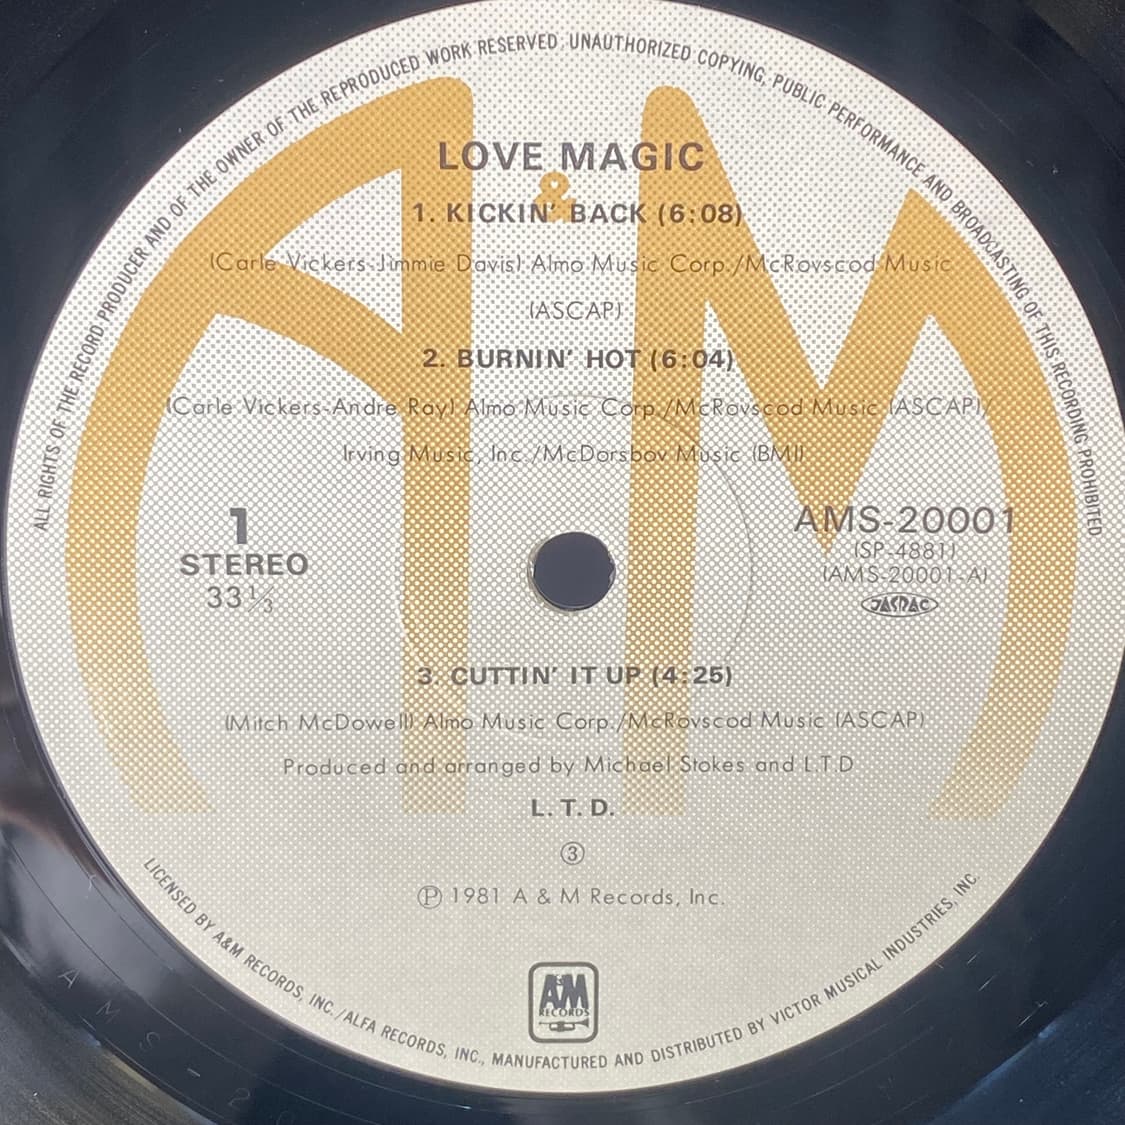 ALL RIGHTS OF THE RECORD PRODUCER AND OF THE OWNER OF THE REPRODUCED WORK RESERVED. UNAUTHORIZED COPYING, PUBLIC PERFORMANCE AND BROADCASTING OF THIS RECORDING PROHIBITED
A&M
LOVE MAGIC
1. KICKIN' BACK (6:08)
(Carle Vickers-Jimmie Davis) Almo Music Corp./McRovscod Music
(ASCAP)
2. BURNIN' HOT (6:04)
(Carle Vickers-Andre Ray) Almo Music Corp./McRovscod Music (ASCAP)/
Irving Music, Inc./McDorsbov Music (BMI)
1
STEREO
33⅓
AMS-20001
(SP-4881)
(AMS-20001-A)
JASRAC
3. CUTTIN' IT UP (4:25)
(Mitch McDowell) Almo Music Corp./McRovscod Music (ASCAP)
Produced and arranged by Michael Stokes and L.T.D
L. T. D.
③
Ⓟ 1981 A & M Records, Inc.
A&M
RECORDS
LICENSED BY A&M RECORDS, INC./ALFA RECORDS, INC., MANUFACTURED AND DISTRIBUTED BY VICTOR MUSICAL INDUSTRIES, INC.
AMS-20